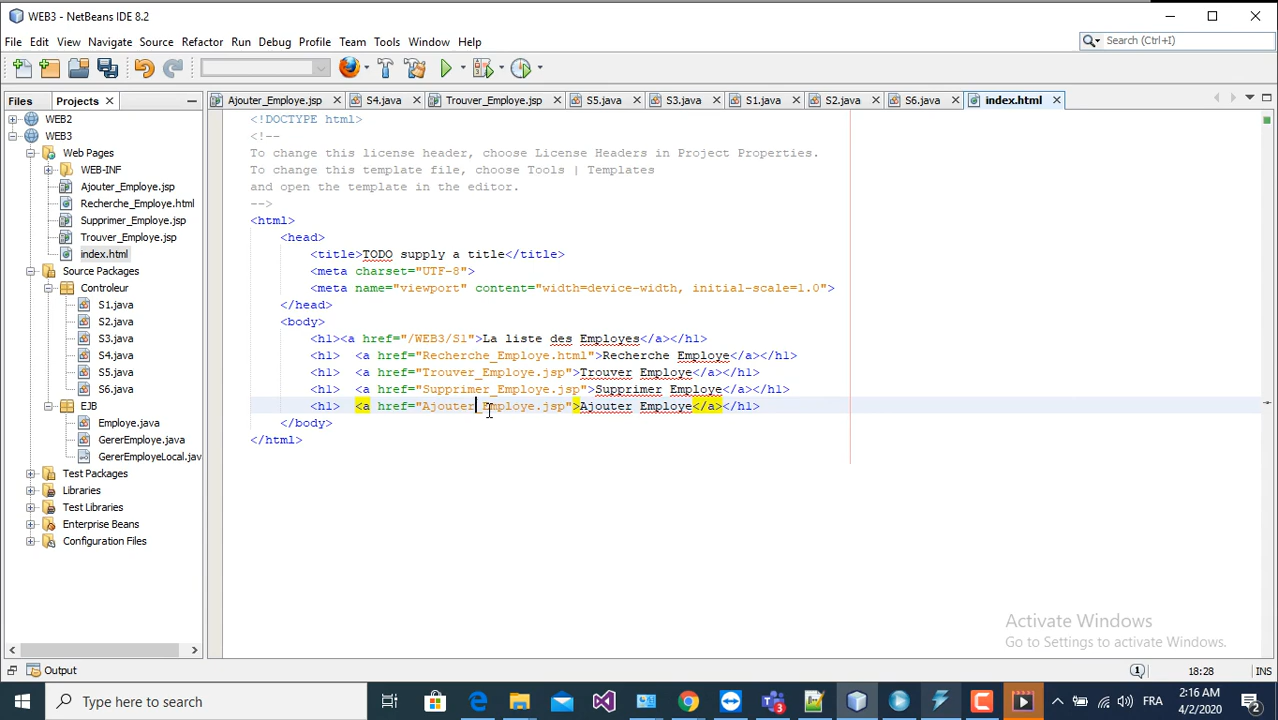 WEB3 - NetBeans IDE 8.2
File Edit View Navigate Source Refactor Run Debug Profile Team Tools Window Help
Search (Ctrl+I)
Files Projects
Ajouter_Employe.jsp S4.java Trouver_Employe.jsp S5.java S3.java S1.java S2.java S6.java index.html
WEB2
WEB3
Web Pages
WEB-INF
Ajouter_Employe.jsp
Recherche_Employe.html
Supprimer_Employe.jsp
Trouver_Employe.jsp
index.html
Source Packages
Controleur
S1.java
S2.java
S3.java
S4.java
S5.java
S6.java
EJB
Employe.java
GererEmploye.java
GererEmployeLocal.jav
Test Packages
Libraries
Test Libraries
Enterprise Beans
Configuration Files
<!DOCTYPE html>
<!--
To change this license header, choose License Headers in Project Properties.
To change this template file, choose Tools | Templates
and open the template in the editor.
-->
<html>
<head>
<title>TODO supply a title</title>
<meta charset="UTF-8">
<meta name="viewport" content="width=device-width, initial-scale=1.0">
</head>
<body>
<h1><a href="/WEB3/S1">La liste des Employes</a></h1>
<h1> <a href="Recherche_Employe.html">Recherche Employe</a></h1>
<h1> <a href="Trouver_Employe.jsp">Trouver Employe</a></h1>
<h1> <a href="Supprimer_Employe.jsp">Supprimer Employe</a></h1>
<h1> <a href="Ajouter_Employe.jsp">Ajouter Employe</a></h1>
</body>
</html>
Activate Windows
Go to Settings to activate Windows.
Output
1
18:28 INS
Type here to search
FRA
2:16 AM
4/2/2020
2